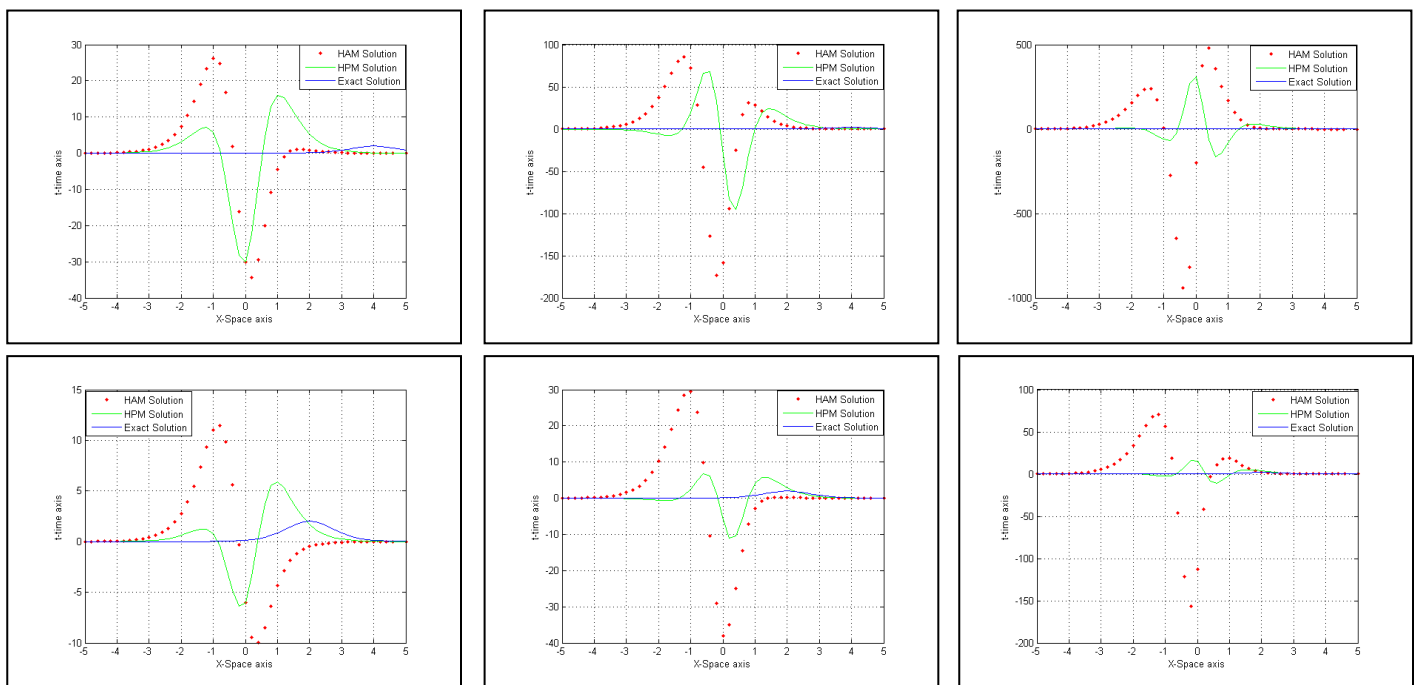 30
20
10
0
-10
-20
-30
-40
-5 -4 -3 -2 -1 0 1 2 3 4 5
t-time axis
X-Space axis
HAM Solution
HPM Solution
Exact Solution
100
50
0
-50
-100
-150
-200
-5 -4 -3 -2 -1 0 1 2 3 4 5
t-time axis
X-Space axis
HAM Solution
HPM Solution
Exact Solution
500
0
-500
-1000
-5 -4 -3 -2 -1 0 1 2 3 4 5
t-time axis
X-Space axis
HAM Solution
HPM Solution
Exact Solution
15
10
5
0
-5
-10
-5 -4 -3 -2 -1 0 1 2 3 4 5
t-time axis
X-Space axis
HAM Solution
HPM Solution
Exact Solution
30
20
10
0
-10
-20
-30
-40
-5 -4 -3 -2 -1 0 1 2 3 4 5
t-time axis
X-Space axis
HAM Solution
HPM Solution
Exact Solution
100
50
0
-50
-100
-150
-200
-5 -4 -3 -2 -1 0 1 2 3 4 5
t-time axis
X-Space axis
HAM Solution
HPM Solution
Exact Solution